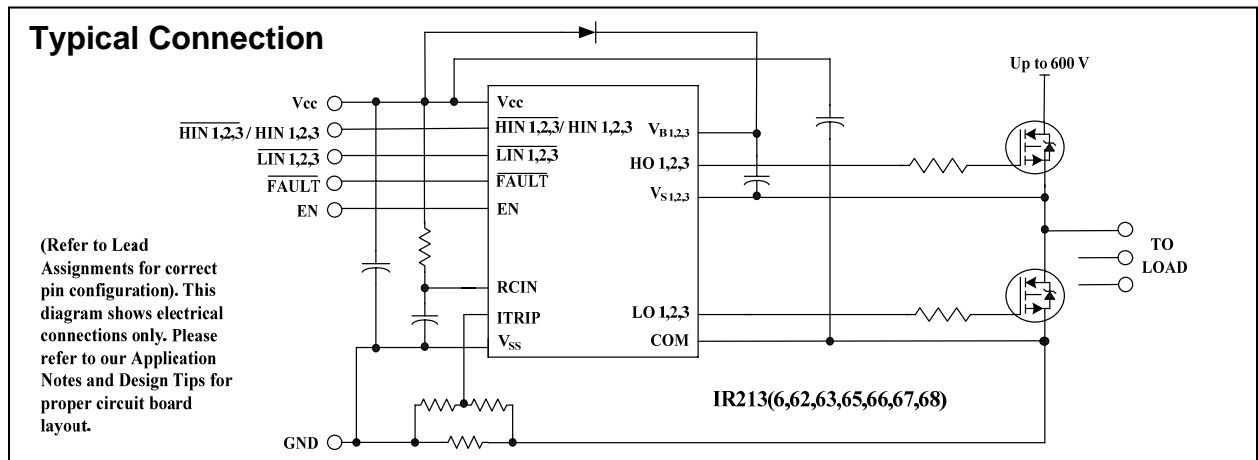 Typical Connection
Up to 600 V
Vcc
HIN 1,2,3 / HIN 1,2,3
LIN 1,2,3
FAULT
EN
Vcc
HIN 1,2,3 / HIN 1,2,3
LIN 1,2,3
FAULT
EN
RCIN
ITRIP
VSS
VB 1,2,3
HO 1,2,3
VS 1,2,3
LO 1,2,3
COM
TO
LOAD
(Refer to Lead
Assignments for correct
pin configuration). This
diagram shows electrical
connections only. Please
refer to our Application
Notes and Design Tips for
proper circuit board
layout.
GND
IR213(6,62,63,65,66,67,68)